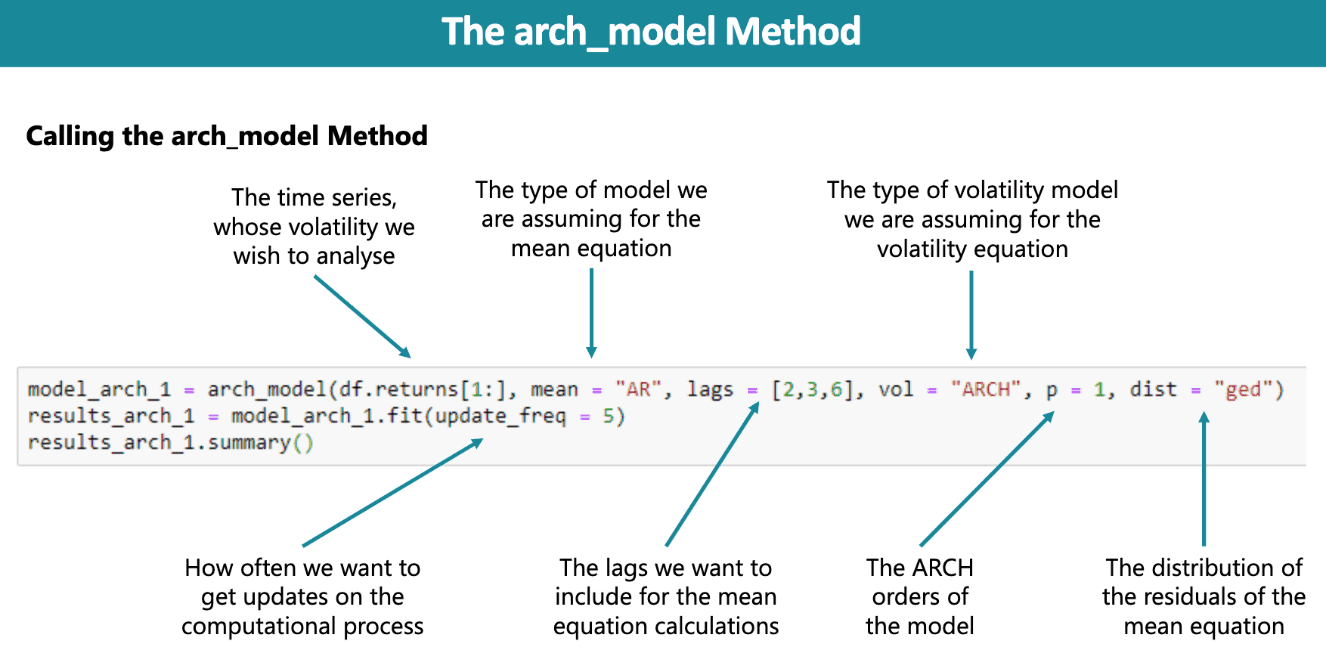 The arch_model Method
Calling the arch_model Method
The time series,
whose volatility we
wish to analyse
The type of model we
are assuming for the
mean equation
The type of volatility model
we are assuming for the
volatility equation
model_arch_1 = arch_model(df.returns[1:], mean = "AR", lags = [2,3,6], vol = "ARCH", p = 1, dist = "ged")
results_arch_1 = model_arch_1.fit(update_freq = 5)
results_arch_1.summary()
How often we want to
get updates on the
computational process
The lags we want to
include for the mean
equation calculations
The ARCH
orders of
the model
The distribution of
the residuals of the
mean equation